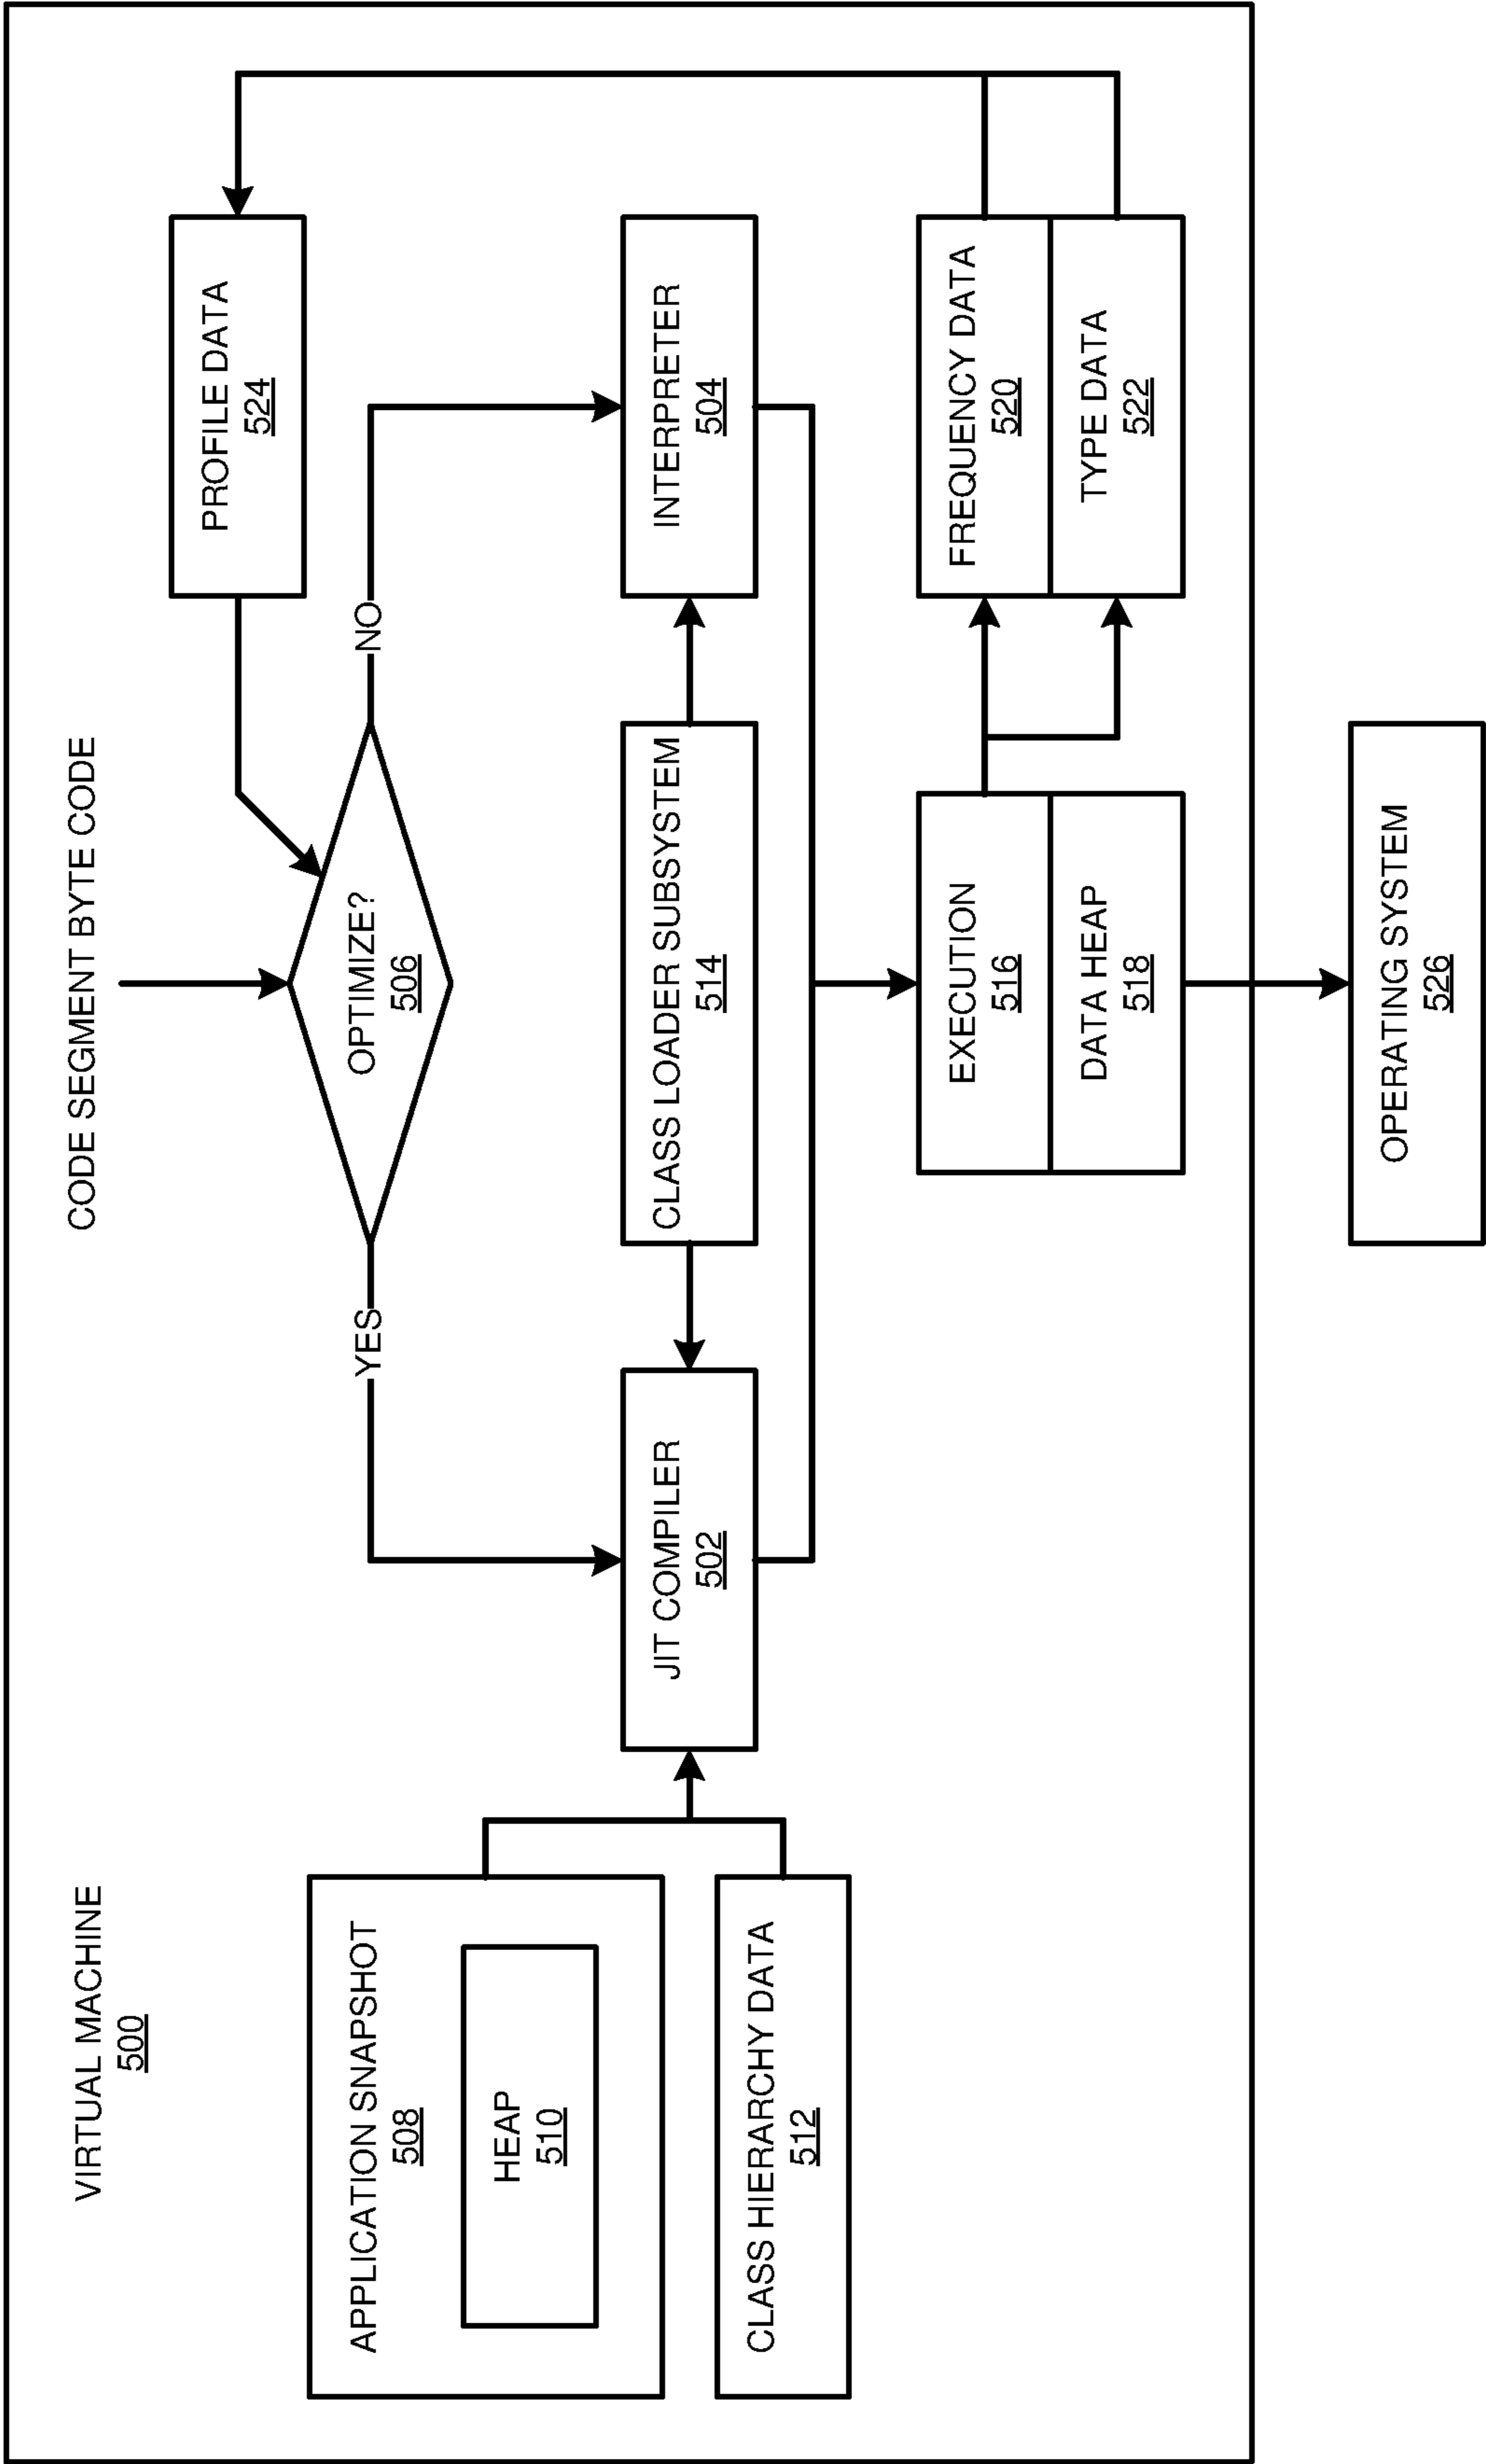 VIRTUAL MACHINE
500
CODE SEGMENT BYTE CODE
APPLICATION SNAPSHOT
508
HEAP
510
CLASS HIERARCHY DATA
512
YES
OPTIMIZE?
506
NO
PROFILE DATA
524
JIT COMPILER
502
CLASS LOADER SUBSYSTEM
514
INTERPRETER
504
EXECUTION
516
DATA HEAP
518
FREQUENCY DATA
520
TYPE DATA
522
OPERATING SYSTEM
526